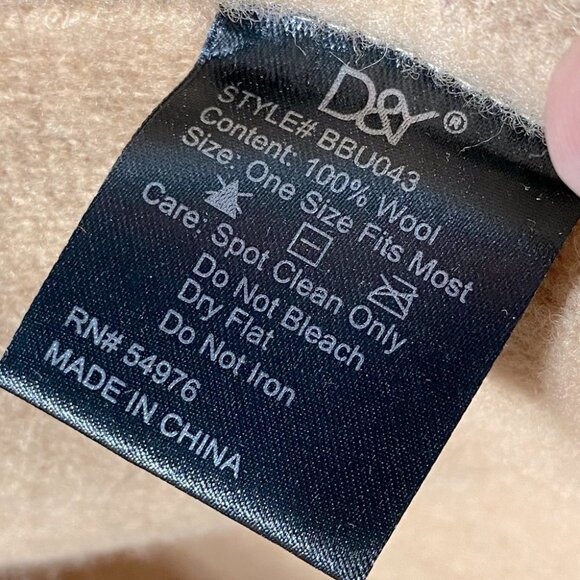 D&Y®
STYLE# BBU043
Content: 100% Wool
Size: One Size Fits Most
Care: Spot Clean Only
Do Not Bleach
Dry Flat
Do Not Iron
RN# 54976
MADE IN CHINA